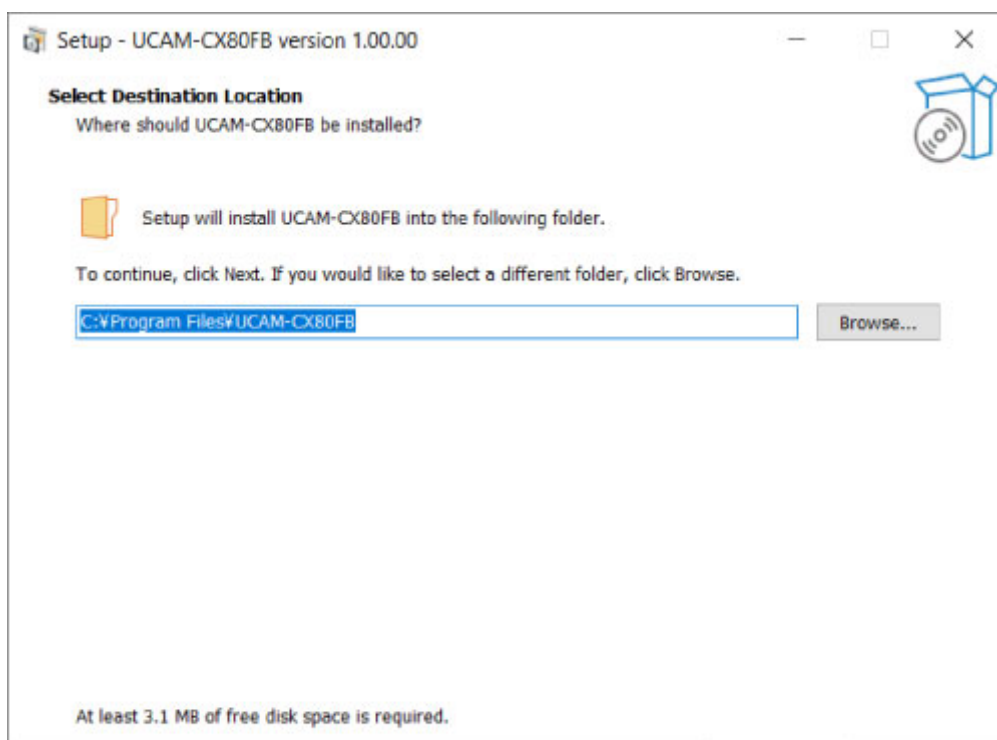 Setup - UCAM-CX80FB version 1.00.00
Select Destination Location
Where should UCAM-CX80FB be installed?
Setup will install UCAM-CX80FB into the following folder.
To continue, click Next. If you would like to select a different folder, click Browse.
C:¥Program Files¥UCAM-CX80FB
Browse...
At least 3.1 MB of free disk space is required.